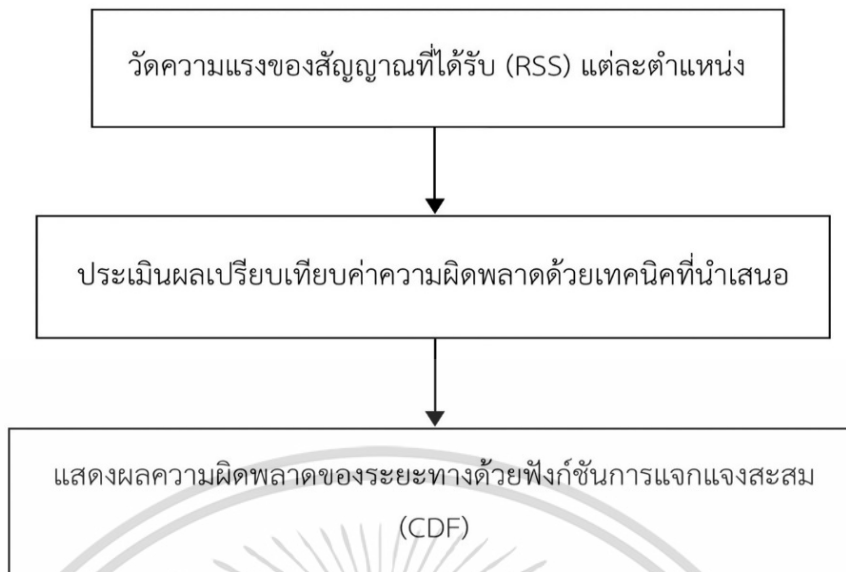 วัดความแรงของสัญญาณที่ได้รับ (RSS) แต่ละตำแหน่ง
ประเมินผลเปรียบเทียบค่าความผิดพลาดด้วยเทคนิคที่นำเสนอ
แสดงผลความผิดพลาดของระยะทางด้วยฟังก์ชันการแจกแจงสะสม
(CDF)